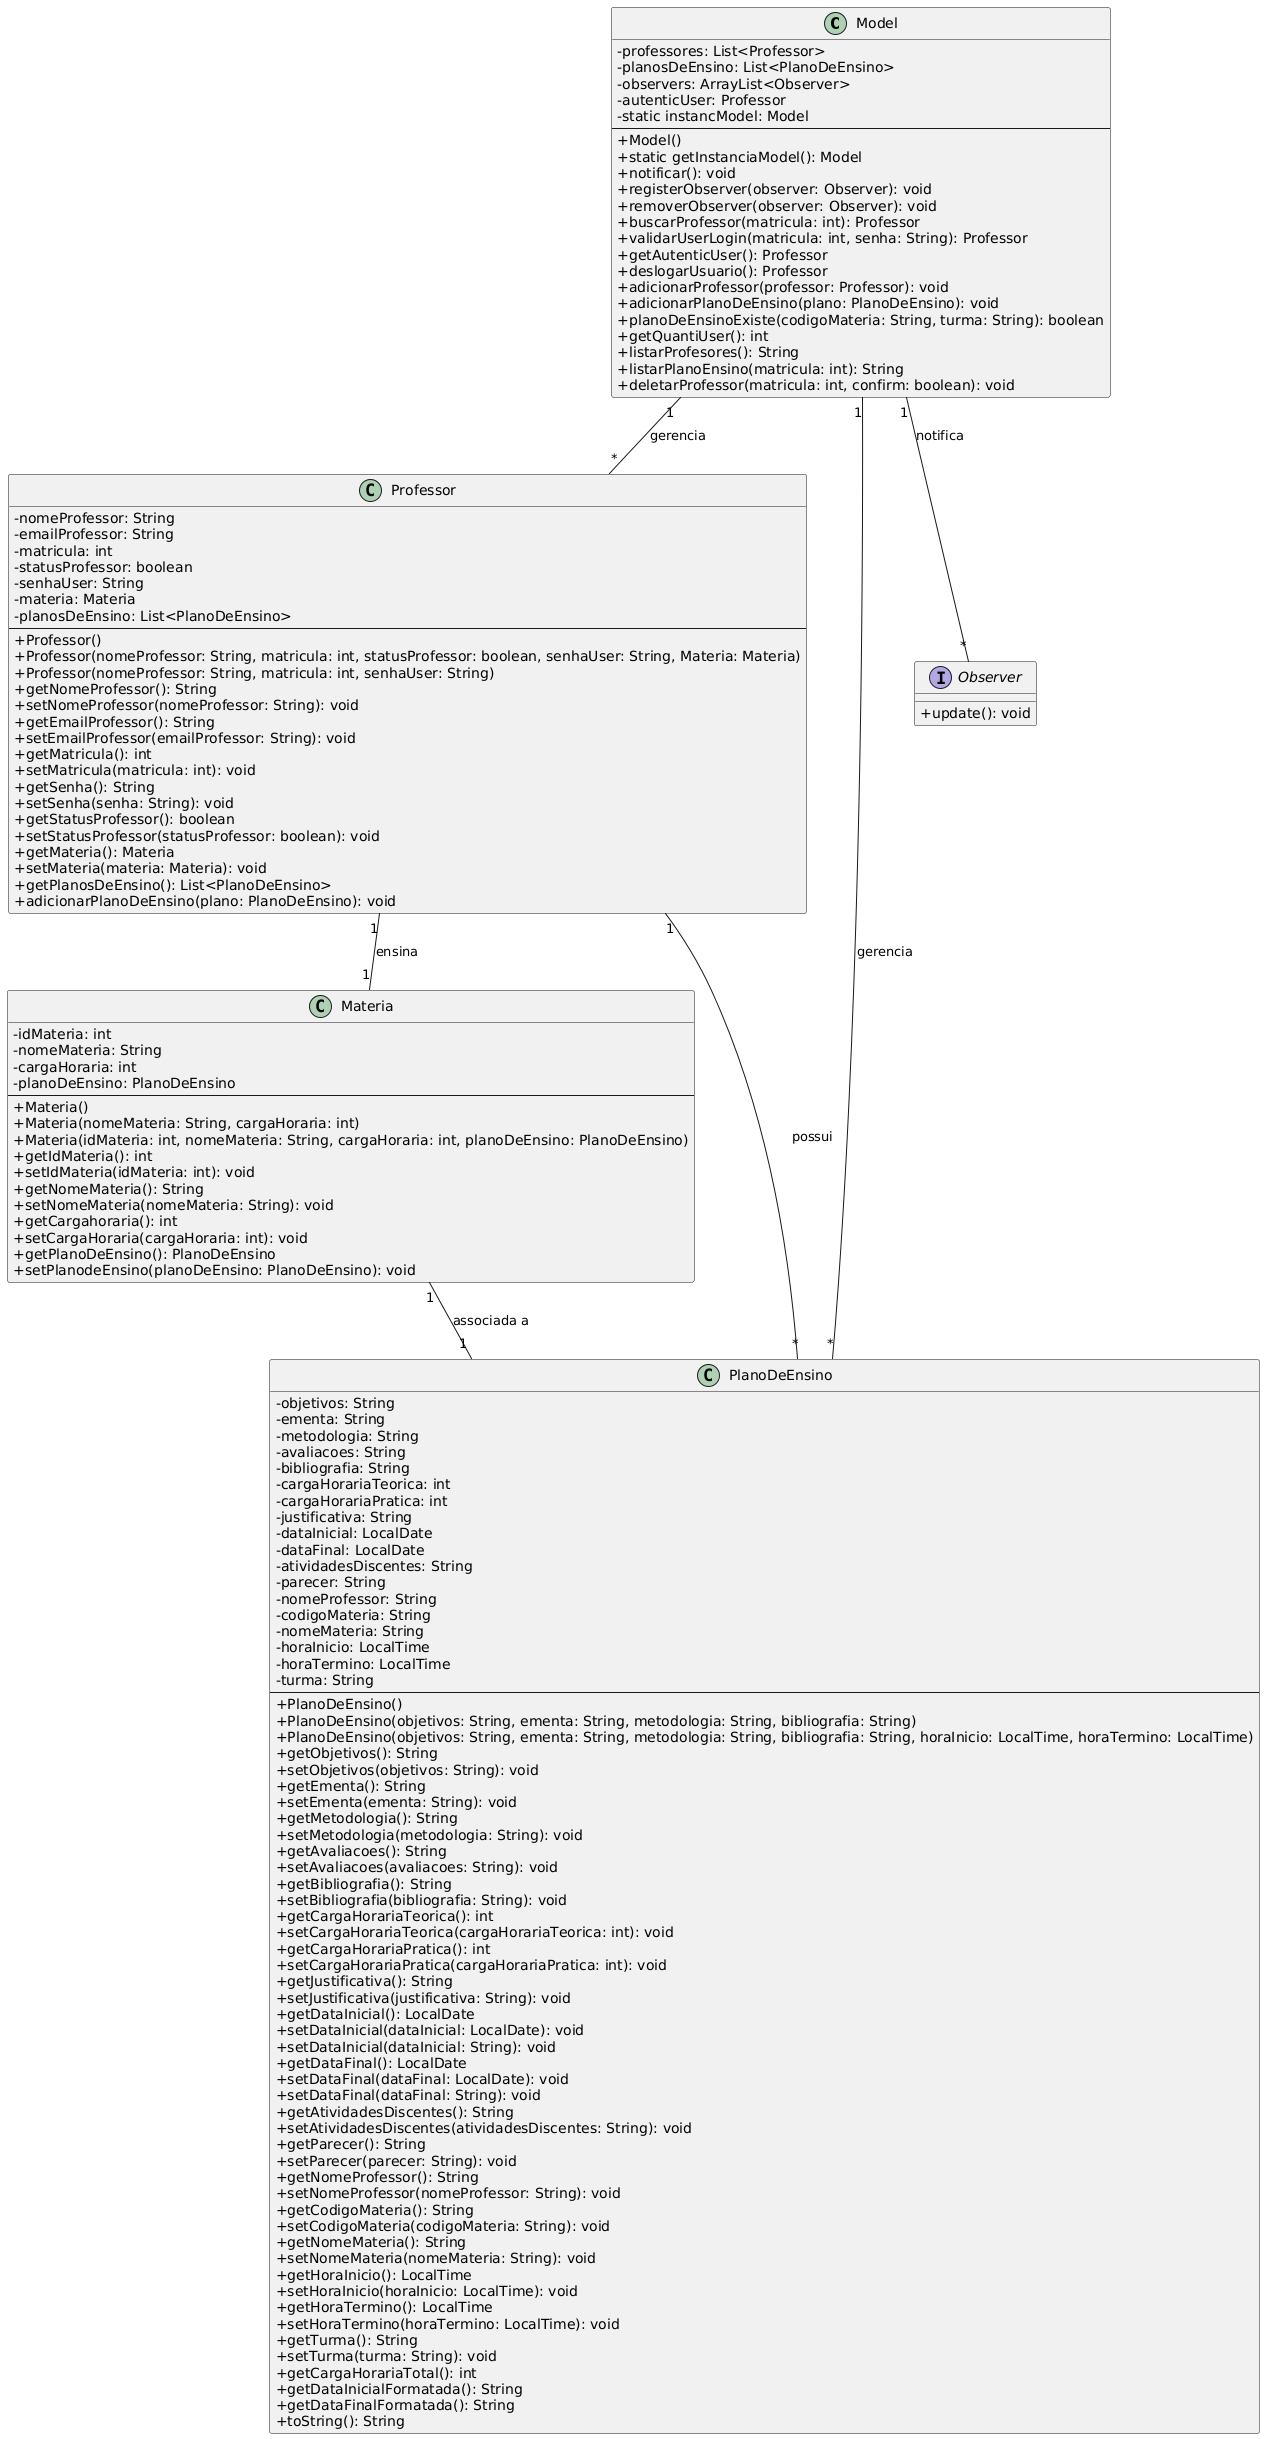 C Model
-professores: List<Professor>
-planosDeEnsino: List<PlanoDeEnsino>
-observers: ArrayList<Observer>
-autenticUser: Professor
-static instancModel: Model
+Model()
+static getInstanciaModel(): Model
+notificar(): void
+registerObserver(observer: Observer): void
+removerObserver(observer: Observer): void
+buscarProfessor(matricula: int): Professor
+validarUserLogin(matricula: int, senha: String): Professor
+getAutenticUser(): Professor
+deslogarUsuario(): Professor
+adicionarProfessor(professor: Professor): void
+adicionarPlanoDeEnsino(plano: PlanoDeEnsino): void
+planoDeEnsinoExiste(codigoMateria: String, turma: String): boolean
+getQuantiUser(): int
+listarProfesores(): String
+listarPlanoEnsino(matricula: int): String
+deletarProfessor(matricula: int, confirm: boolean): void
1
1
1
gerencia
notifica
*
C Professor
-nomeProfessor: String
-emailProfessor: String
-matricula: int
-statusProfessor: boolean
-senhaUser: String
-materia: Materia
-planosDeEnsino: List<PlanoDeEnsino>
+Professor()
+Professor(nomeProfessor: String, matricula: int, statusProfessor: boolean, senhaUser: String, Materia: Materia)
+Professor(nomeProfessor: String, matricula: int, senhaUser: String)
+getNomeProfessor(): String
+setNomeProfessor(nomeProfessor: String): void
+getEmailProfessor(): String
+setEmailProfessor(emailProfessor: String): void
+getMatricula(): int
+setMatricula(matricula: int): void
+getSenha(): String
+setSenha(senha: String): void
+getStatusProfessor(): boolean
+setStatusProfessor(statusProfessor: boolean): void
+getMateria(): Materia
+setMateria(materia: Materia): void
+getPlanosDeEnsino(): List<PlanoDeEnsino>
+adicionarPlanoDeEnsino(plano: PlanoDeEnsino): void
*
I Observer
+update(): void
1
1
ensina
gerencia
1
C Materia
-idMateria: int
-nomeMateria: String
-cargaHoraria: int
-planoDeEnsino: PlanoDeEnsino
+Materia()
+Materia(nomeMateria: String, cargaHoraria: int)
+Materia(idMateria: int, nomeMateria: String, cargaHoraria: int, planoDeEnsino: PlanoDeEnsino)
+getIdMateria(): int
+setIdMateria(idMateria: int): void
+getNomeMateria(): String
+setNomeMateria(nomeMateria: String): void
+getCargahoraria(): int
+setCargaHoraria(cargaHoraria: int): void
+getPlanoDeEnsino(): PlanoDeEnsino
+setPlanodeEnsino(planoDeEnsino: PlanoDeEnsino): void
possui
1
associada a
1
*
*
C PlanoDeEnsino
-objetivos: String
-ementa: String
-metodologia: String
-avaliacoes: String
-bibliografia: String
-cargaHorariaTeorica: int
-cargaHorariaPratica: int
-justificativa: String
-dataInicial: LocalDate
-dataFinal: LocalDate
-atividadesDiscentes: String
-parecer: String
-nomeProfessor: String
-codigoMateria: String
-nomeMateria: String
-horaInicio: LocalTime
-horaTermino: LocalTime
-turma: String
+PlanoDeEnsino()
+PlanoDeEnsino(objetivos: String, ementa: String, metodologia: String, bibliografia: String)
+PlanoDeEnsino(objetivos: String, ementa: String, metodologia: String, bibliografia: String, horaInicio: LocalTime, horaTermino: LocalTime)
+getObjetivos(): String
+setObjetivos(objetivos: String): void
+getEmenta(): String
+setEmenta(ementa: String): void
+getMetodologia(): String
+setMetodologia(metodologia: String): void
+getAvaliacoes(): String
+setAvaliacoes(avaliacoes: String): void
+getBibliografia(): String
+setBibliografia(bibliografia: String): void
+getCargaHorariaTeorica(): int
+setCargaHorariaTeorica(cargaHorariaTeorica: int): void
+getCargaHorariaPratica(): int
+setCargaHorariaPratica(cargaHorariaPratica: int): void
+getJustificativa(): String
+setJustificativa(justificativa: String): void
+getDataInicial(): LocalDate
+setDataInicial(dataInicial: LocalDate): void
+setDataInicial(dataInicial: String): void
+getDataFinal(): LocalDate
+setDataFinal(dataFinal: LocalDate): void
+setDataFinal(dataFinal: String): void
+getAtividadesDiscentes(): String
+setAtividadesDiscentes(atividadesDiscentes: String): void
+getParecer(): String
+setParecer(parecer: String): void
+getNomeProfessor(): String
+setNomeProfessor(nomeProfessor: String): void
+getCodigoMateria(): String
+setCodigoMateria(codigoMateria: String): void
+getNomeMateria(): String
+setNomeMateria(nomeMateria: String): void
+getHoraInicio(): LocalTime
+setHoraInicio(horaInicio: LocalTime): void
+getHoraTermino(): LocalTime
+setHoraTermino(horaTermino: LocalTime): void
+getTurma(): String
+setTurma(turma: String): void
+getCargaHorariaTotal(): int
+getDataInicialFormatada(): String
+getDataFinalFormatada(): String
+toString(): String